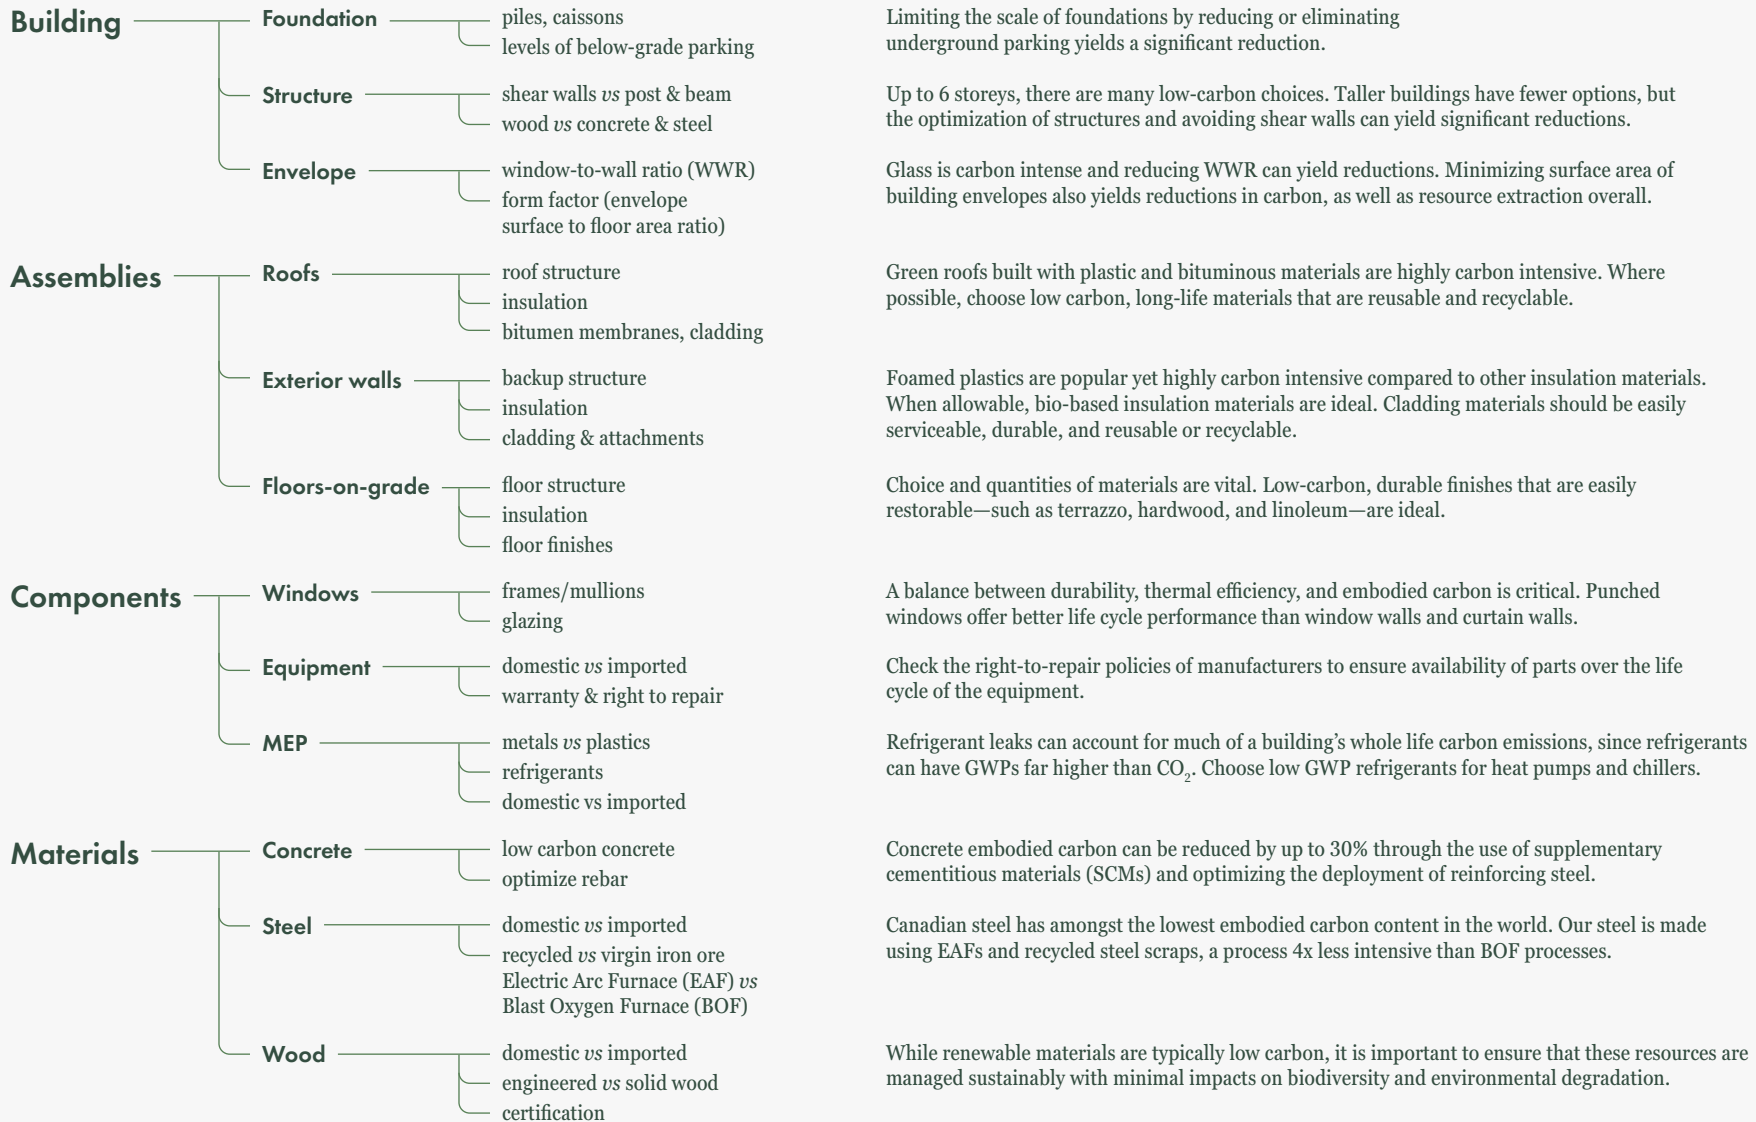 Building
Foundation
piles, caissons
levels of below-grade parking
Limiting the scale of foundations by reducing or eliminating
underground parking yields a significant reduction.
Structure
shear walls vs post & beam
wood vs concrete & steel
Up to 6 storeys, there are many low-carbon choices. Taller buildings have fewer options, but
the optimization of structures and avoiding shear walls can yield significant reductions.
Envelope
window-to-wall ratio (WWR)
form factor (envelope
surface to floor area ratio)
Glass is carbon intense and reducing WWR can yield reductions. Minimizing surface area of
building envelopes also yields reductions in carbon, as well as resource extraction overall.
Assemblies
Roofs
roof structure
insulation
bitumen membranes, cladding
Green roofs built with plastic and bituminous materials are highly carbon intensive. Where
possible, choose low carbon, long-life materials that are reusable and recyclable.
Exterior walls
backup structure
insulation
cladding & attachments
Foamed plastics are popular yet highly carbon intensive compared to other insulation materials.
When allowable, bio-based insulation materials are ideal. Cladding materials should be easily
serviceable, durable, and reusable or recyclable.
Floors-on-grade
floor structure
insulation
floor finishes
Choice and quantities of materials are vital. Low-carbon, durable finishes that are easily
restorable—such as terrazzo, hardwood, and linoleum—are ideal.
Components
Windows
frames/mullions
glazing
A balance between durability, thermal efficiency, and embodied carbon is critical. Punched
windows offer better life cycle performance than window walls and curtain walls.
Equipment
domestic vs imported
warranty & right to repair
Check the right-to-repair policies of manufacturers to ensure availability of parts over the life
cycle of the equipment.
MEP
metals vs plastics
refrigerants
domestic vs imported
Refrigerant leaks can account for much of a building’s whole life carbon emissions, since refrigerants
can have GWPs far higher than CO₂. Choose low GWP refrigerants for heat pumps and chillers.
Materials
Concrete
low carbon concrete
optimize rebar
Concrete embodied carbon can be reduced by up to 30% through the use of supplementary
cementitious materials (SCMs) and optimizing the deployment of reinforcing steel.
Steel
domestic vs imported
recycled vs virgin iron ore
Electric Arc Furnace (EAF) vs
Blast Oxygen Furnace (BOF)
Canadian steel has amongst the lowest embodied carbon content in the world. Our steel is made
using EAFs and recycled steel scraps, a process 4x less intensive than BOF processes.
Wood
domestic vs imported
engineered vs solid wood
certification
While renewable materials are typically low carbon, it is important to ensure that these resources are
managed sustainably with minimal impacts on biodiversity and environmental degradation.